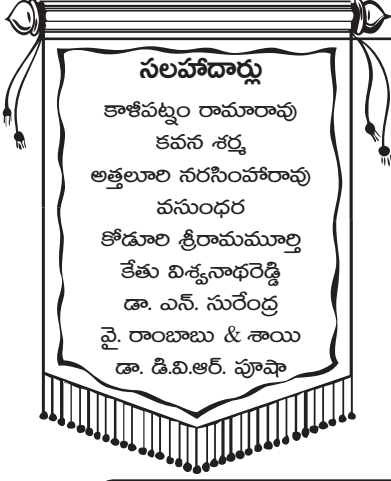 సలహాదార్లు
కాళీపట్నం రామారావు
కవన శర్మ
అత్తలూరి నరసింహారావు
వసుంధర
కోడూరి శ్రీరామమూర్తి
కేతు విశ్వనాథరెడ్డి
డా. ఎన్. సురేంద్ర
వై. రాంబాబు & శాయి
డా. డి.వి.ఆర్. పూషా